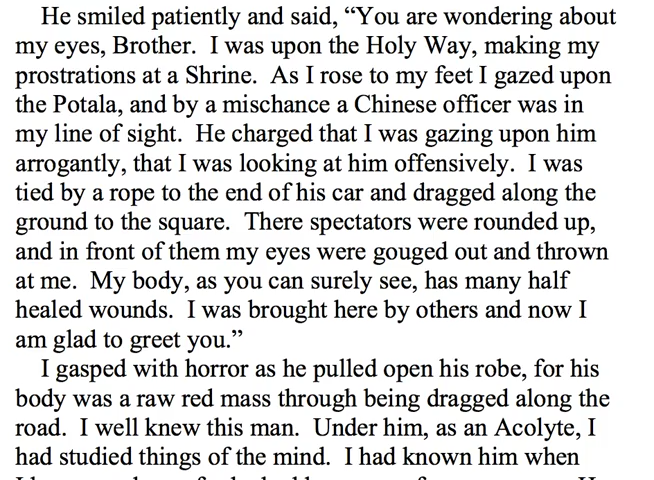 He smiled patiently and said, “You are wondering about
my eyes, Brother.  I was upon the Holy Way, making my
prostrations at a Shrine.  As I rose to my feet I gazed upon
the Potala, and by a mischance a Chinese officer was in
my line of sight.  He charged that I was gazing upon him
arrogantly, that I was looking at him offensively.  I was
tied by a rope to the end of his car and dragged along the
ground to the square.  There spectators were rounded up,
and in front of them my eyes were gouged out and thrown
at me.  My body, as you can surely see, has many half
healed wounds.  I was brought here by others and now I
am glad to greet you.”
I gasped with horror as he pulled open his robe, for his
body was a raw red mass through being dragged along the
road.  I well knew this man.  Under him, as an Acolyte, I
had studied things of the mind.  I had known him when